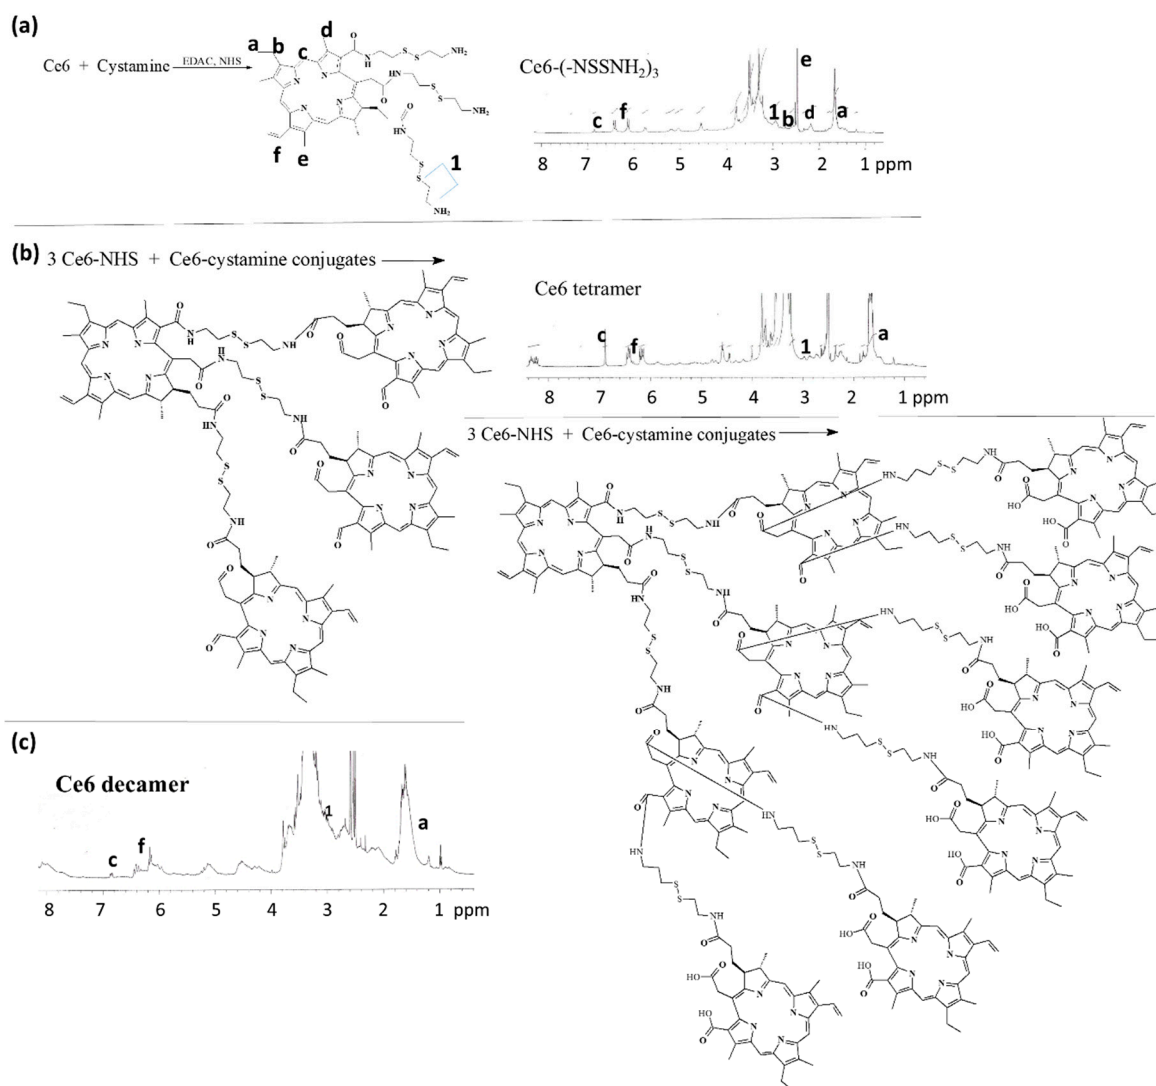 (a)
Ce6 + Cystamine EDAC, NHS
a b c d
f e 1
Ce6-(-NSSNH₂)₃
c f 1 b e d a
8 7 6 5 4 3 2 1 ppm
(b) 3 Ce6-NHS + Ce6-cystamine conjugates
Ce6 tetramer
c f 1 a
8 7 6 5 4 3 2 1 ppm
3 Ce6-NHS + Ce6-cystamine conjugates
(c)
Ce6 decamer
c f 1 a
8 7 6 5 4 3 2 1 ppm